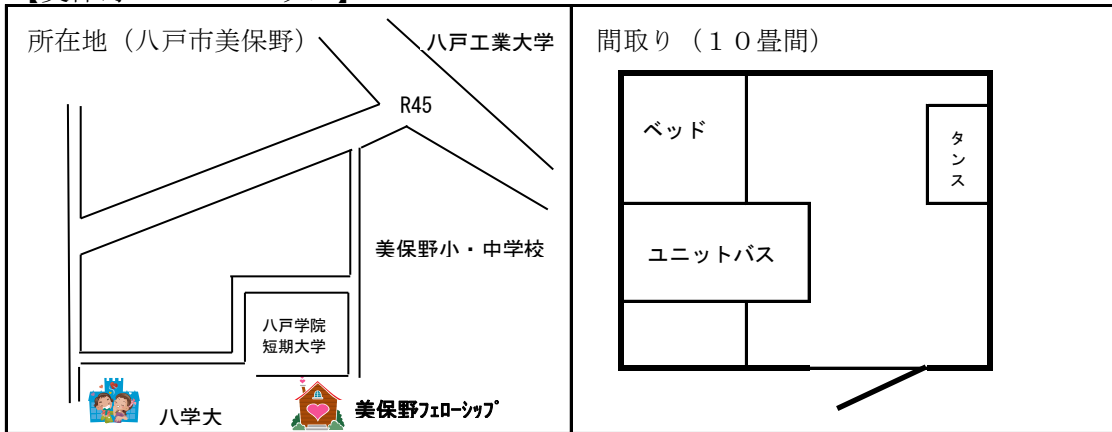 所在地（八戸市美保野）
八戸工業大学
R45
美保野小・中学校
八戸学院
短期大学
八学大
美保野ﾌｪﾛｰｼｯﾌﾟ
間取り（１０畳間）
ベッド
タンス
ユニットバス